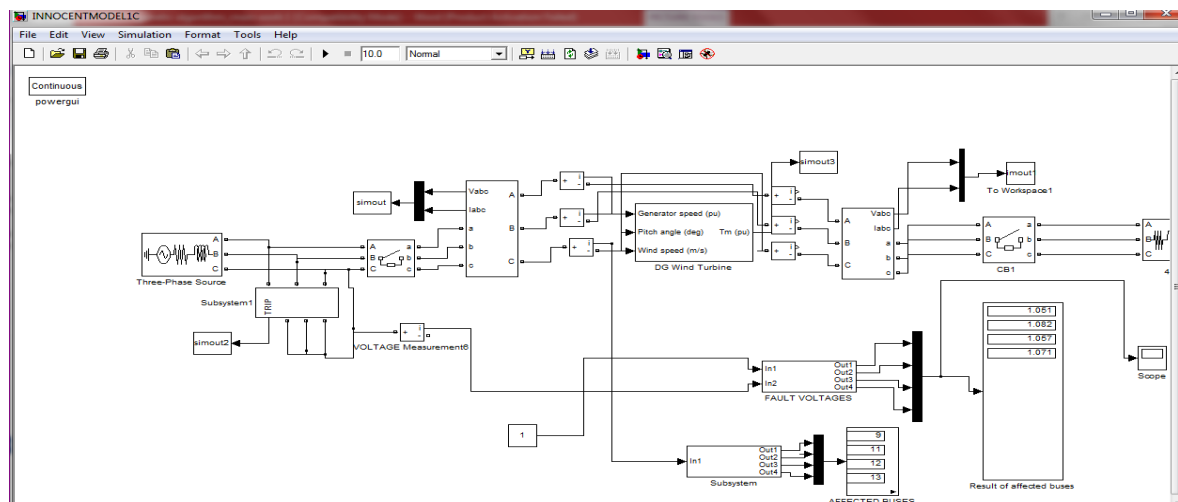 INNOCENTMODEL1C
File Edit View Simulation Format Tools Help
10.0 Normal
Continuous
powergui
simout3
imout1
To Workspace1
simout
Vabc
Iabc
a
b
c
A
B
C
+ i -
+ i -
+ i -
Generator speed (pu)
Pitch angle (deg)
Wind speed (m/s)
Tm (pu)
DG Wind Turbine
+ i -
+ i -
+ i -
A
B
C
Vabc
Iabc
a
b
c
A a
B b
C c
CB1
A
B
C
4
A
B
C
Three-Phase Source
A a
B b
C c
Subsystem1
TRIP
simout2
+ i -
VOLTAGE Measurement6
In1
In2
Out1
Out2
Out3
Out4
FAULT VOLTAGES
1.051
1.082
1.057
1.071
Result of affected buses
Scope
1
In1
Out1
Out2
Out3
Out4
Subsystem
9
11
12
13
AFFECTED BUSES